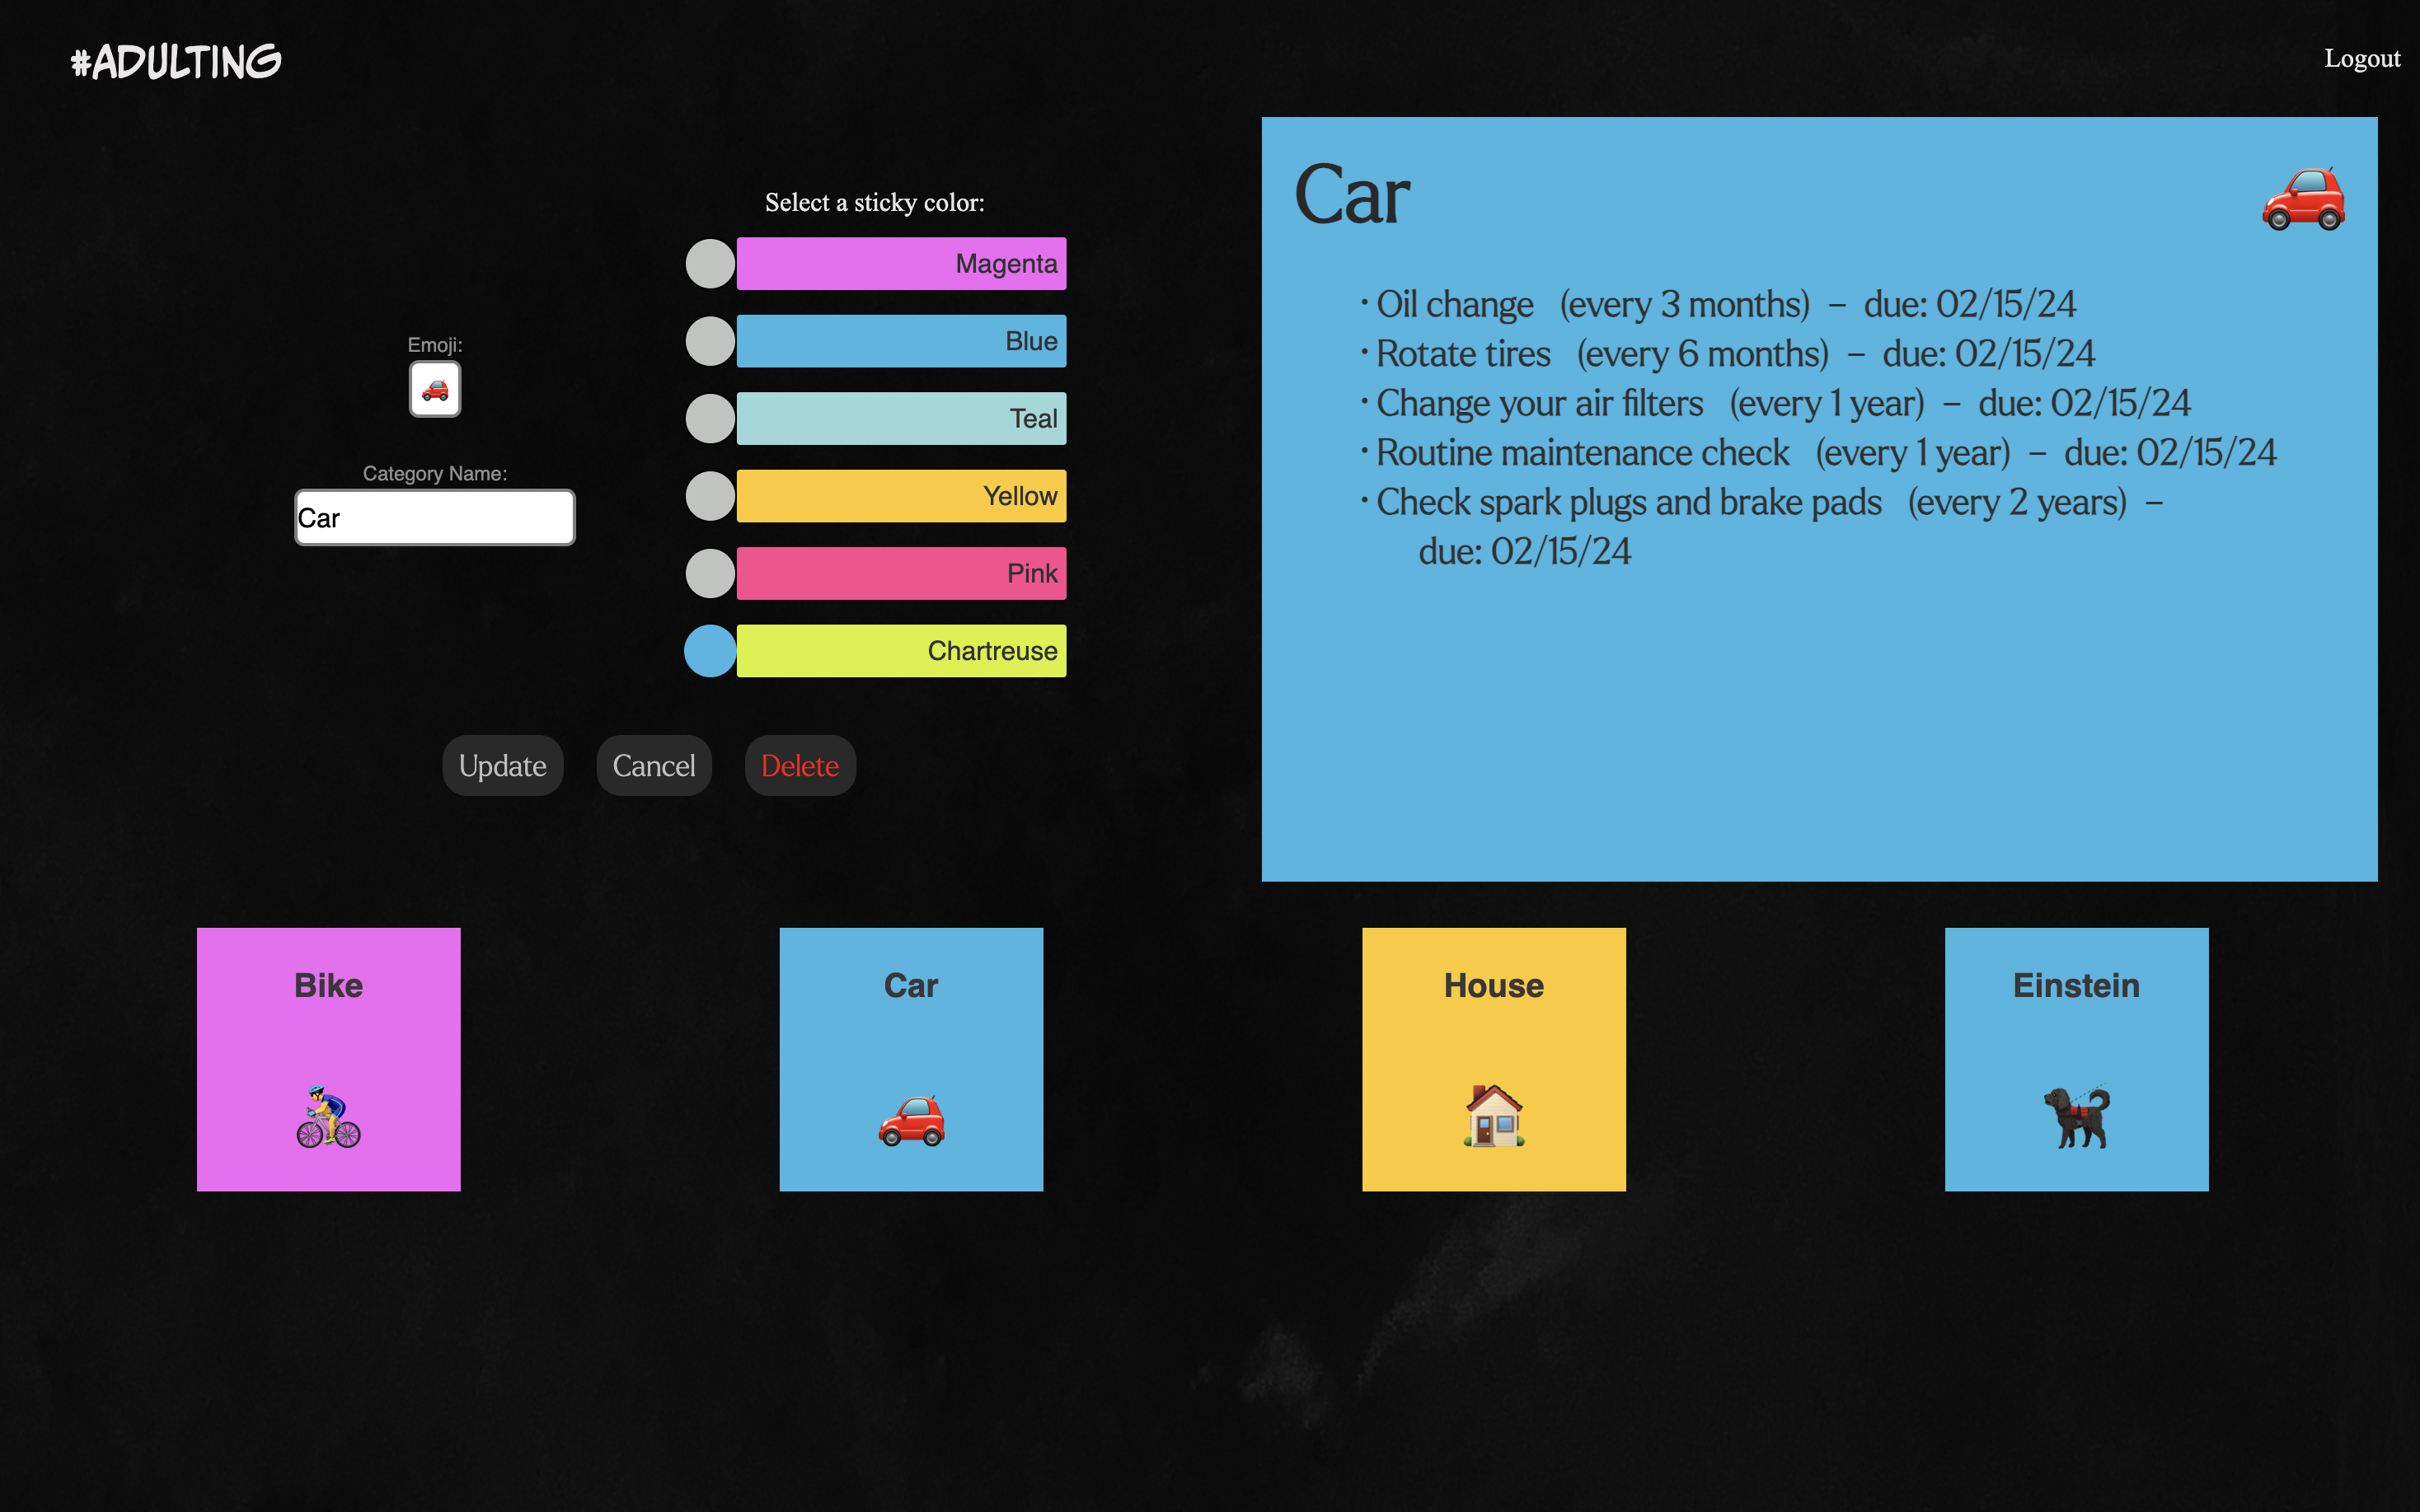 #ADULTING
Logout
Select a sticky color:
Magenta
Blue
Teal
Yellow
Pink
Chartreuse
Emoji:
Category Name:
Car
Update
Cancel
Delete
Car
· Oil change (every 3 months) – due: 02/15/24
· Rotate tires (every 6 months) – due: 02/15/24
· Change your air filters (every 1 year) – due: 02/15/24
· Routine maintenance check (every 1 year) – due: 02/15/24
· Check spark plugs and brake pads (every 2 years) –
due: 02/15/24
Bike
Car
House
Einstein